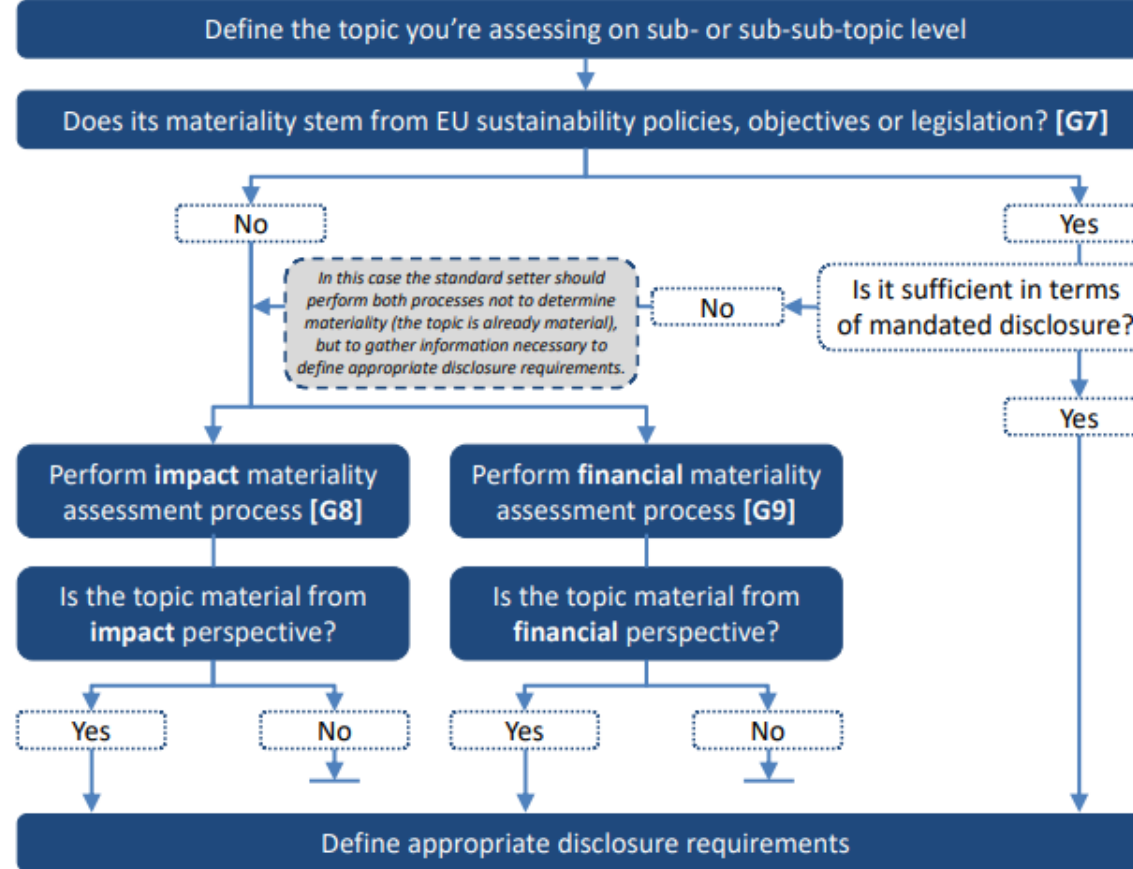 Define the topic you're assessing on sub- or sub-sub-topic level
Does its materiality stem from EU sustainability policies, objectives or legislation? [G7]
No
Yes
In this case the standard setter should
perform both processes not to determine
materiality (the topic is already material),
but to gather information necessary to
define appropriate disclosure requirements.
No
Is it sufficient in terms
of mandated disclosure?
Yes
Perform impact materiality
assessment process [G8]
Perform financial materiality
assessment process [G9]
Is the topic material from
impact perspective?
Is the topic material from
financial perspective?
Yes
No
Yes
No
Define appropriate disclosure requirements